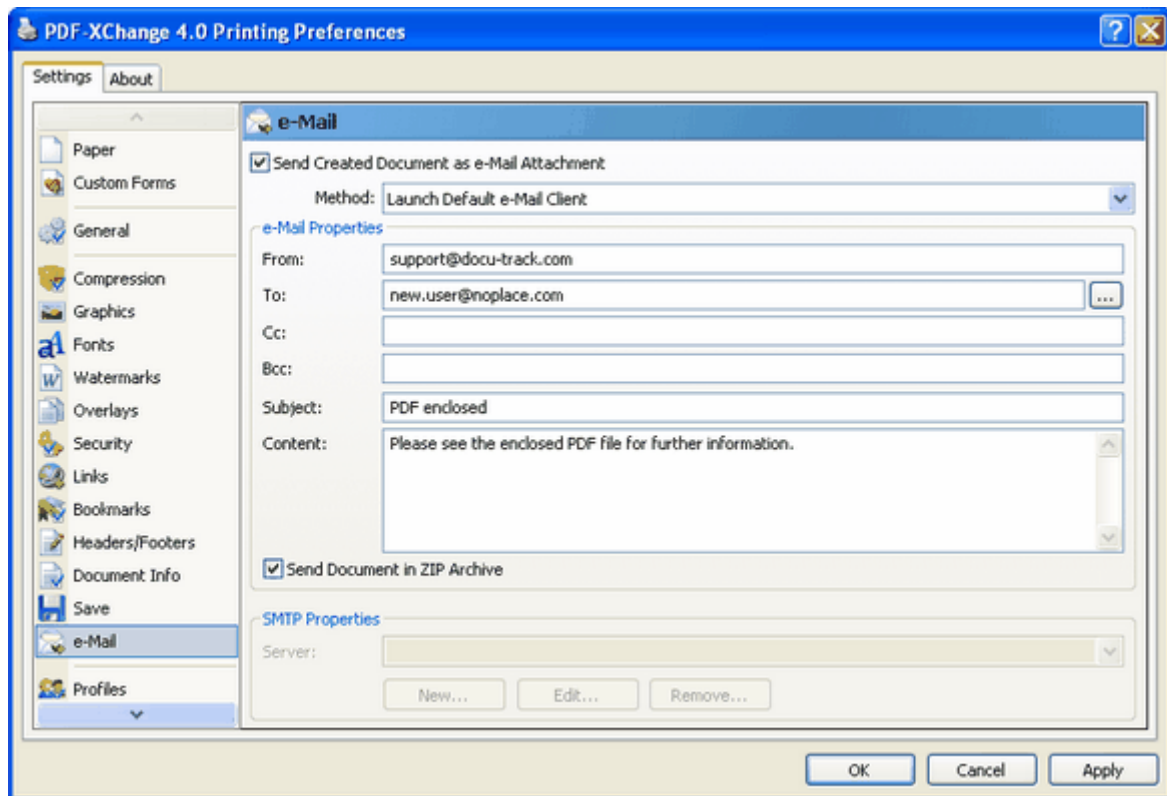 PDF-XChange 4.0 Printing Preferences
Settings
About
Paper
Custom Forms
General
Compression
Graphics
Fonts
Watermarks
Overlays
Security
Links
Bookmarks
Headers/Footers
Document Info
Save
e-Mail
Profiles
e-Mail
Send Created Document as e-Mail Attachment
Method: Launch Default e-Mail Client
e-Mail Properties
From: support@docu-track.com
To: new.user@noplace.com ...
Cc:
Bcc:
Subject: PDF enclosed
Content: Please see the enclosed PDF file for further information.
Send Document in ZIP Archive
SMTP Properties
Server:
New... Edit... Remove...
OK Cancel Apply